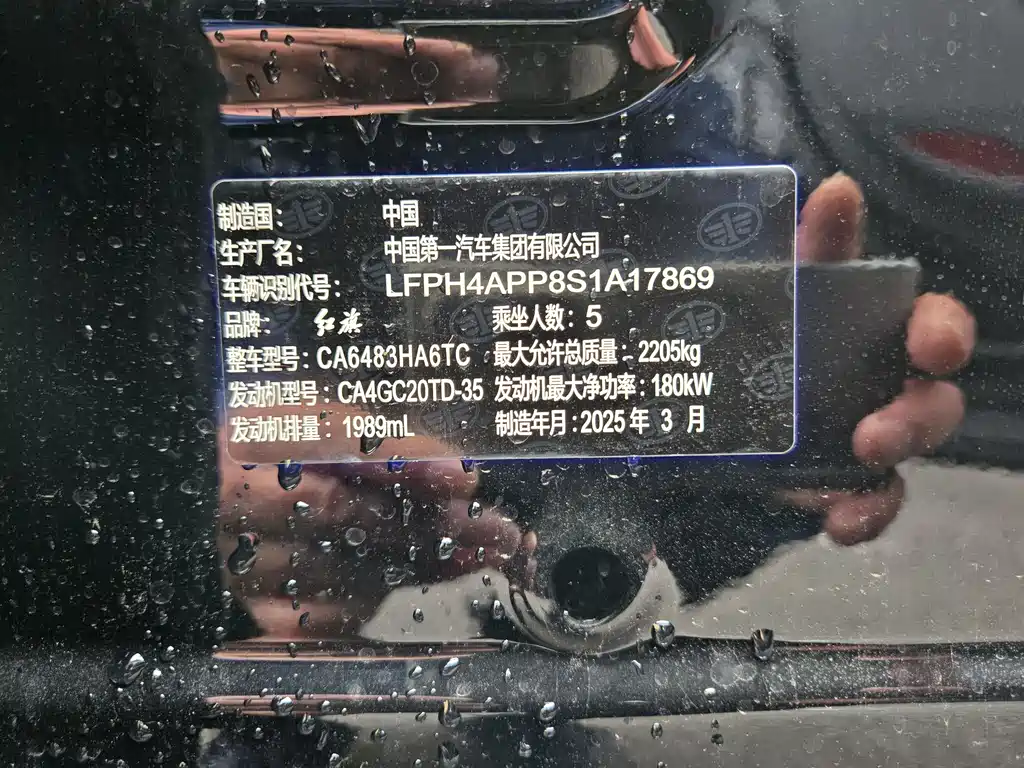 制造国： 中国
生产厂名： 中国第一汽车集团有限公司
车辆识别代号： LFPH4APP8S1A17869
品牌： 红旗 乘坐人数：5
整车型号：CA6483HA6TC 最大允许总质量：2205kg
发动机型号：CA4GC20TD-35 发动机最大净功率：180kW
发动机排量：1989mL 制造年月：2025 年 3 月